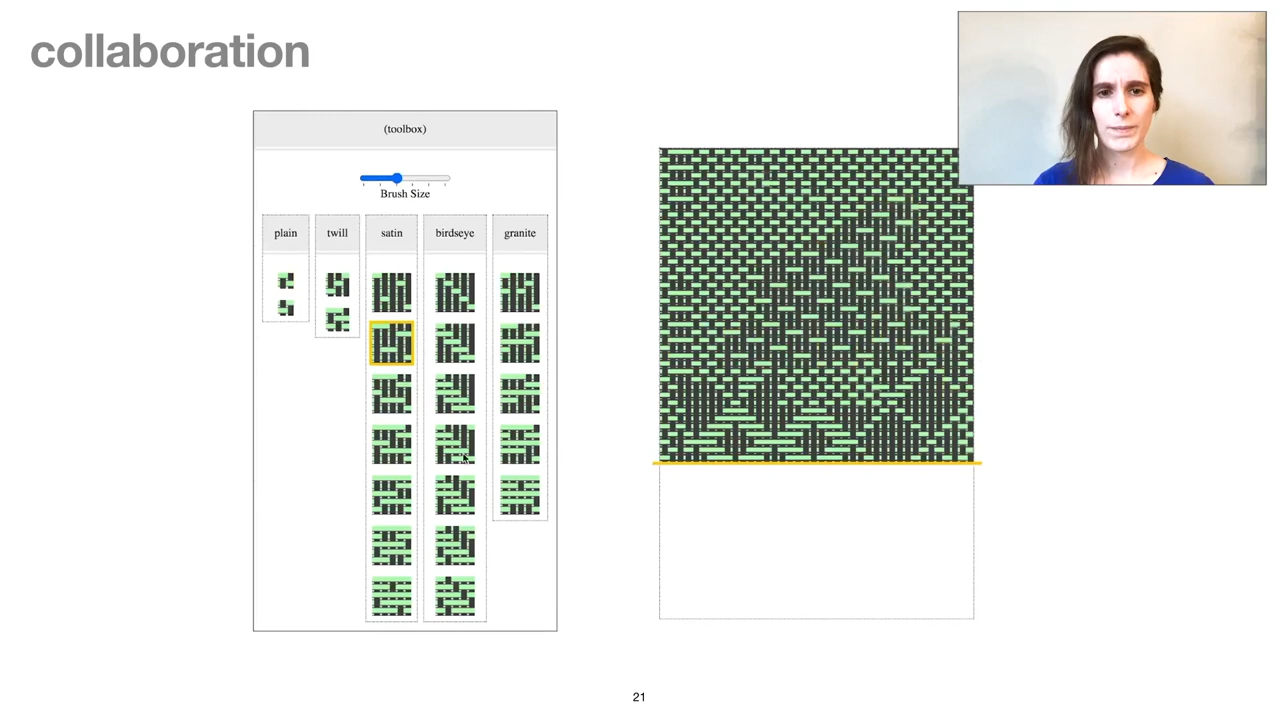 collaboration
(toolbox)
Brush Size
plain twill satin birdseye granite
21